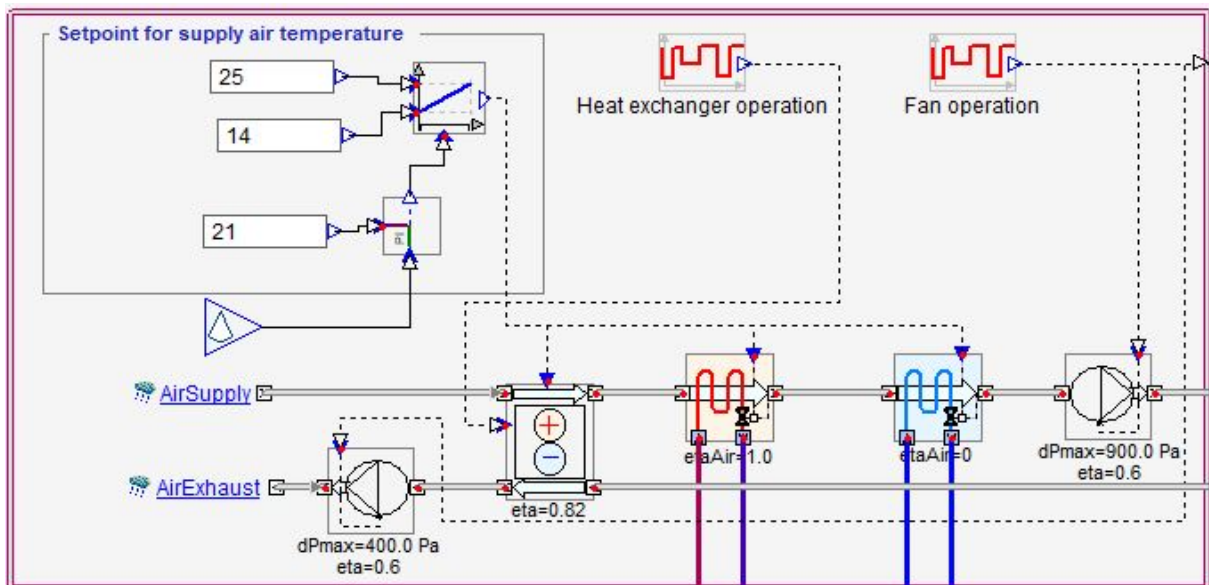 Setpoint for supply air temperature
25
14
21
PI
Heat exchanger operation
Fan operation
AirSupply
AirExhaust
eta=0.82
etaAir=1.0
etaAir=0
dPmax=900.0 Pa
eta=0.6
dPmax=400.0 Pa
eta=0.6